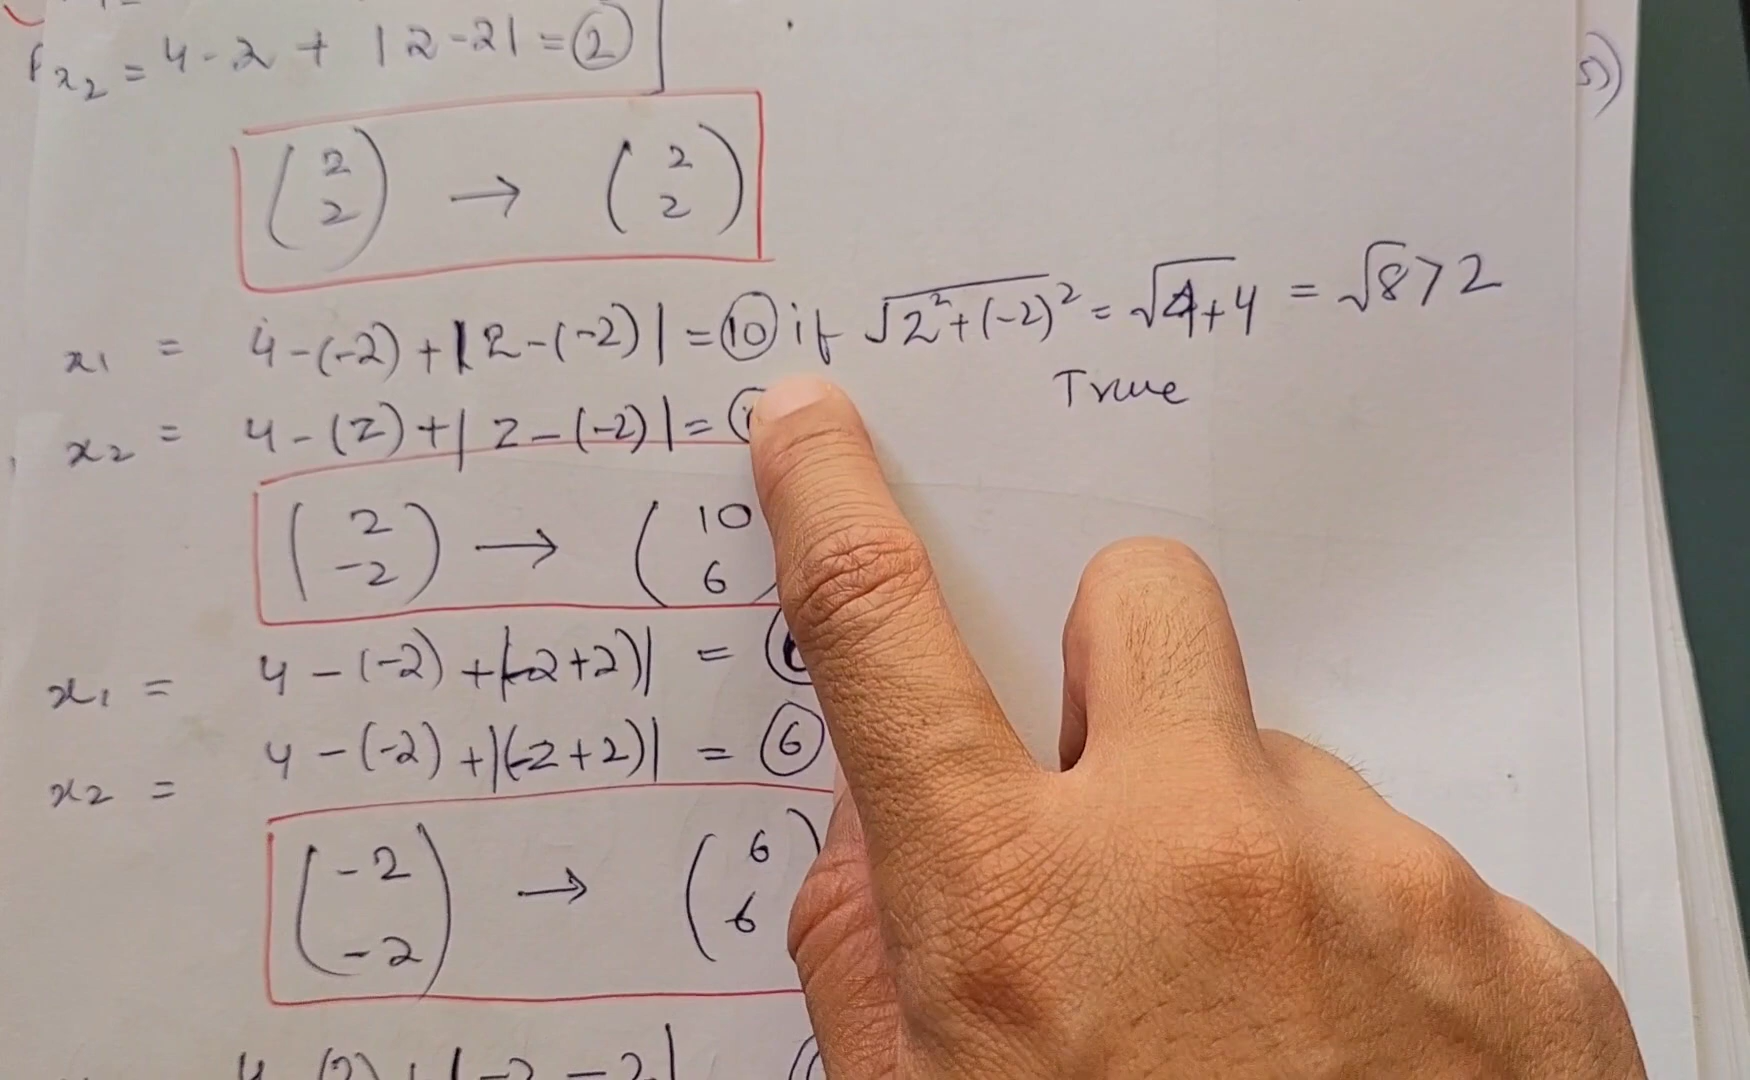 x₂ = 4 - 2 + |2 - 2| = 2
(2 2) → (2 2)
x₁ = 4 - (-2) + |2 - (-2)| = 10 if √2² + (-2)² = √4 + 4 = √8 > 2
True
x₂ = 4 - (2) + |2 - (-2)| =
(2 -2) → (10 6
x₁ = 4 - (-2) + |-2 + 2)| =
x₂ = 4 - (-2) + |(-2 + 2)| = 6
(-2 -2) → (6 6)
5)